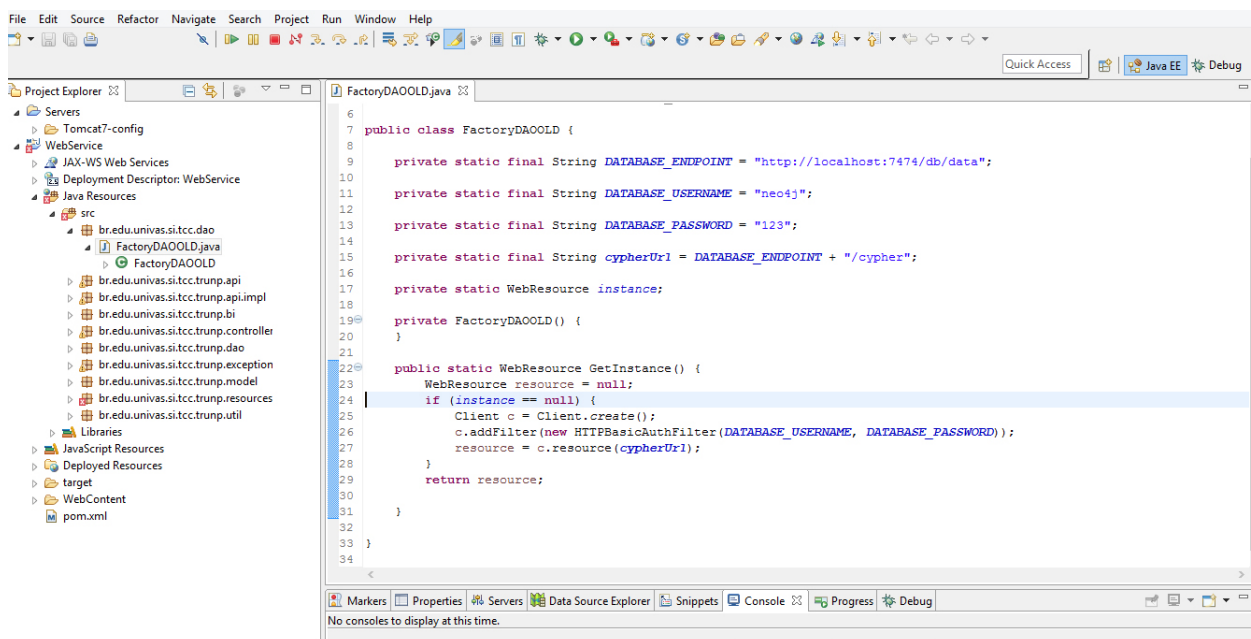 File Edit Source Refactor Navigate Search Project Run Window Help
Quick Access
Java EE
Debug
Project Explorer
Servers
Tomcat7-config
WebService
JAX-WS Web Services
Deployment Descriptor: WebService
Java Resources
src
br.edu.univas.si.tcc.dao
FactoryDAOOLD.java
FactoryDAOOLD
br.edu.univas.si.tcc.trunp.api
br.edu.univas.si.tcc.trunp.api.impl
br.edu.univas.si.tcc.trunp.bi
br.edu.univas.si.tcc.trunp.controller
br.edu.univas.si.tcc.trunp.dao
br.edu.univas.si.tcc.trunp.exception
br.edu.univas.si.tcc.trunp.model
br.edu.univas.si.tcc.trunp.resources
br.edu.univas.si.tcc.trunp.util
Libraries
JavaScript Resources
Deployed Resources
target
WebContent
pom.xml
FactoryDAOOLD.java
6
7 public class FactoryDAOOLD {
8
9 private static final String DATABASE_ENDPOINT = "http://localhost:7474/db/data";
10
11 private static final String DATABASE_USERNAME = "neo4j";
12
13 private static final String DATABASE_PASSWORD = "123";
14
15 private static final String cypherUrl = DATABASE_ENDPOINT + "/cypher";
16
17 private static WebResource instance;
18
19 private FactoryDAOOLD() {
20 }
21
22 public static WebResource GetInstance() {
23 WebResource resource = null;
24 if (instance == null) {
25 Client c = Client.create();
26 c.addFilter(new HTTPBasicAuthFilter(DATABASE_USERNAME, DATABASE_PASSWORD));
27 resource = c.resource(cypherUrl);
28 }
29 return resource;
30
31 }
32
33 }
34
Markers Properties Servers Data Source Explorer Snippets Console Progress Debug
No consoles to display at this time.